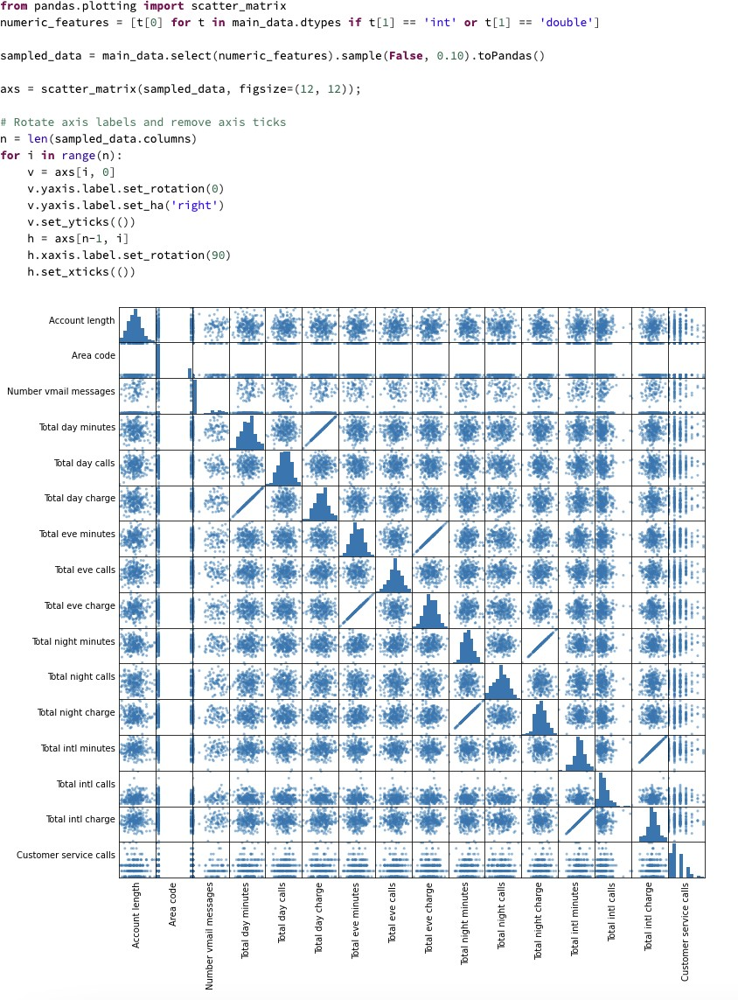 from pandas.plotting import scatter_matrix
numeric_features = [t[0] for t in main_data.dtypes if t[1] == 'int' or t[1] == 'double']
sampled_data = main_data.select(numeric_features).sample(False, 0.10).toPandas()
axs = scatter_matrix(sampled_data, figsize=(12, 12));
# Rotate axis labels and remove axis ticks
n = len(sampled_data.columns)
for i in range(n):
    v = axs[i, 0]
    v.yaxis.label.set_rotation(0)
    v.yaxis.label.set_ha('right')
    v.set_yticks(())
    h = axs[n-1, i]
    h.xaxis.label.set_rotation(90)
    h.set_xticks(())
Account length
Area code
Number vmail messages
Total day minutes
Total day calls
Total day charge
Total eve minutes
Total eve calls
Total eve charge
Total night minutes
Total night calls
Total night charge
Total intl minutes
Total intl calls
Total intl charge
Customer service calls
Account length
Area code
Number vmail messages
Total day minutes
Total day calls
Total day charge
Total eve minutes
Total eve calls
Total eve charge
Total night minutes
Total night calls
Total night charge
Total intl minutes
Total intl calls
Total intl charge
Customer service calls